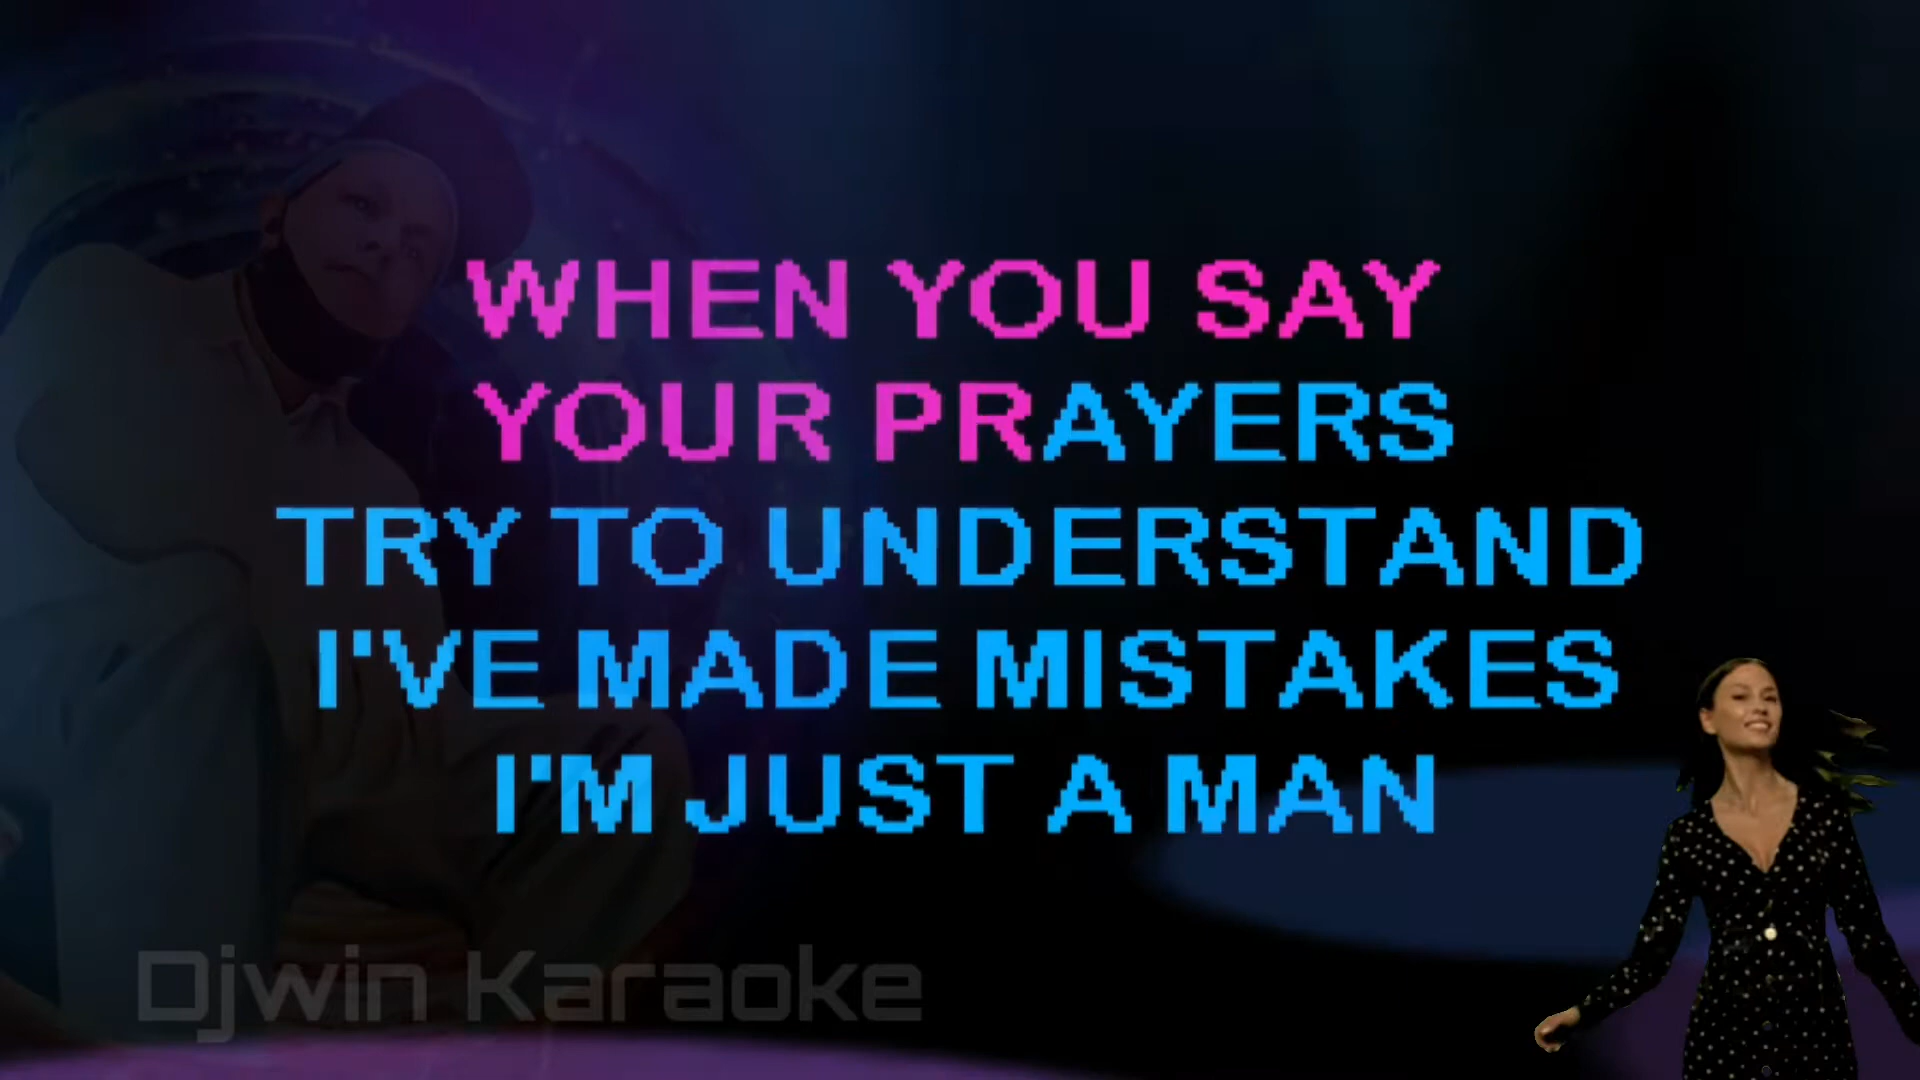 WHEN YOU SAY
YOUR PRAYERS
TRY TO UNDERSTAND
I'VE MADE MISTAKES
I'M JUST A MAN
Djwin Karaoke